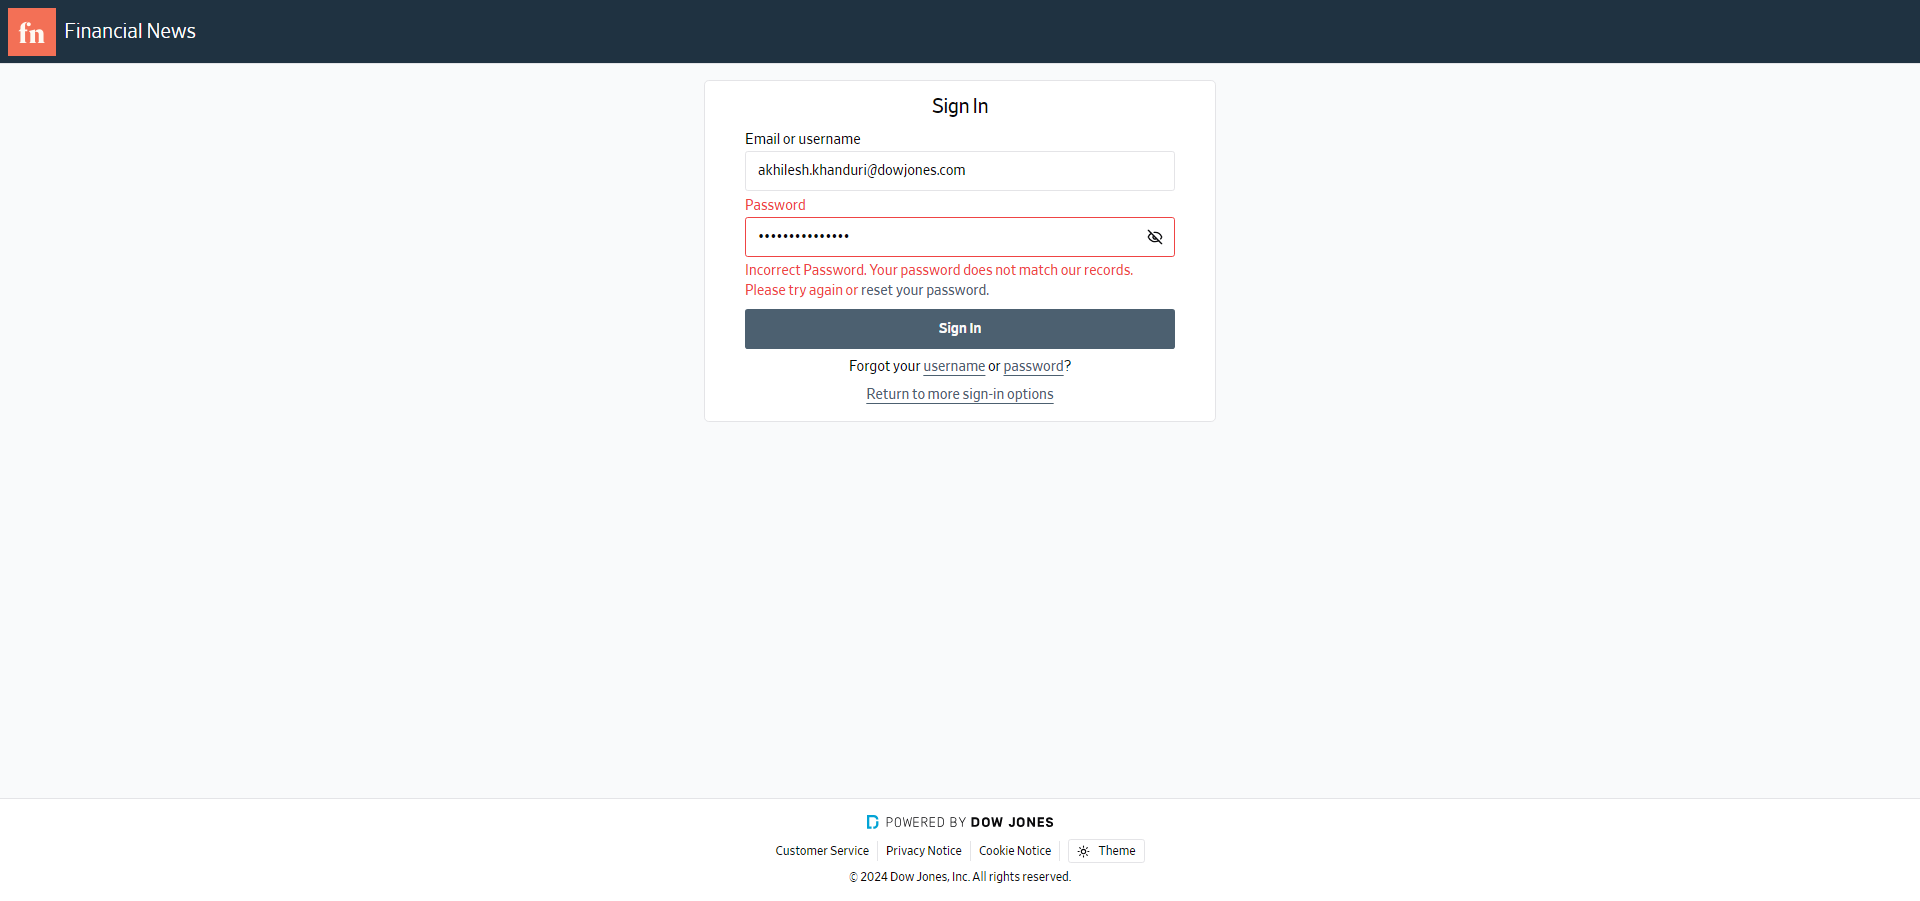 fn Financial News
Sign In
Email or username
akhilesh.khanduri@dowjones.com
Password
•••••••••••••••
Incorrect Password. Your password does not match our records.
Please try again or reset your password.
Sign In
Forgot your username or password?
Return to more sign-in options
POWERED BY DOW JONES
Customer Service Privacy Notice Cookie Notice Theme
© 2024 Dow Jones, Inc. All rights reserved.